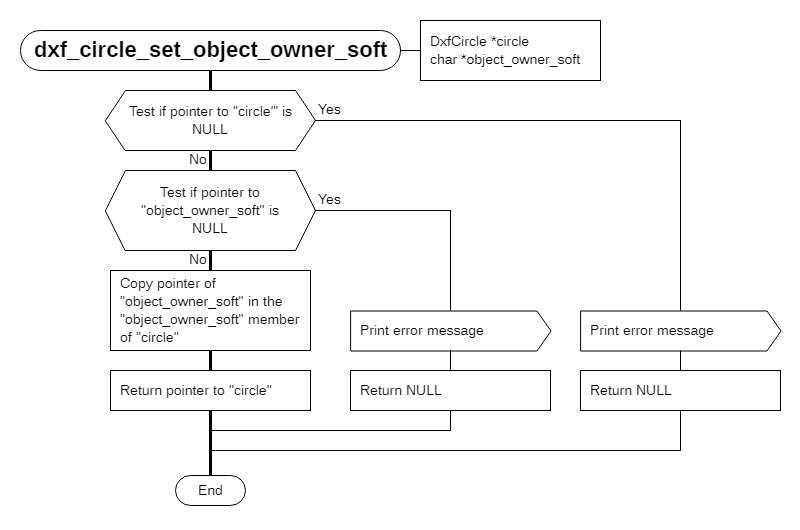 dxf_circle_set_object_owner_soft
DxfCircle *circle
char *object_owner_soft
Test if pointer to "circle'" is
NULL
Yes
No
Test if pointer to
"object_owner_soft" is
NULL
Yes
No
Copy pointer of
"object_owner_soft" in the
"object_owner_soft" member
of "circle"
Print error message
Print error message
Return pointer to "circle"
Return NULL
Return NULL
End